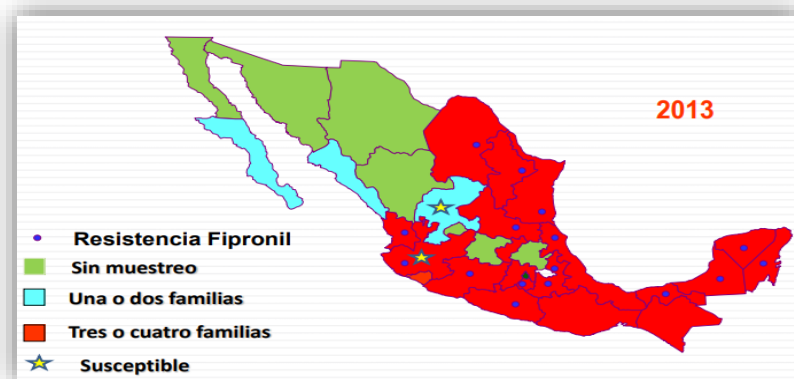 2013
Resistencia Fipronil
Sin muestreo
Una o dos familias
Tres o cuatro familias
Susceptible